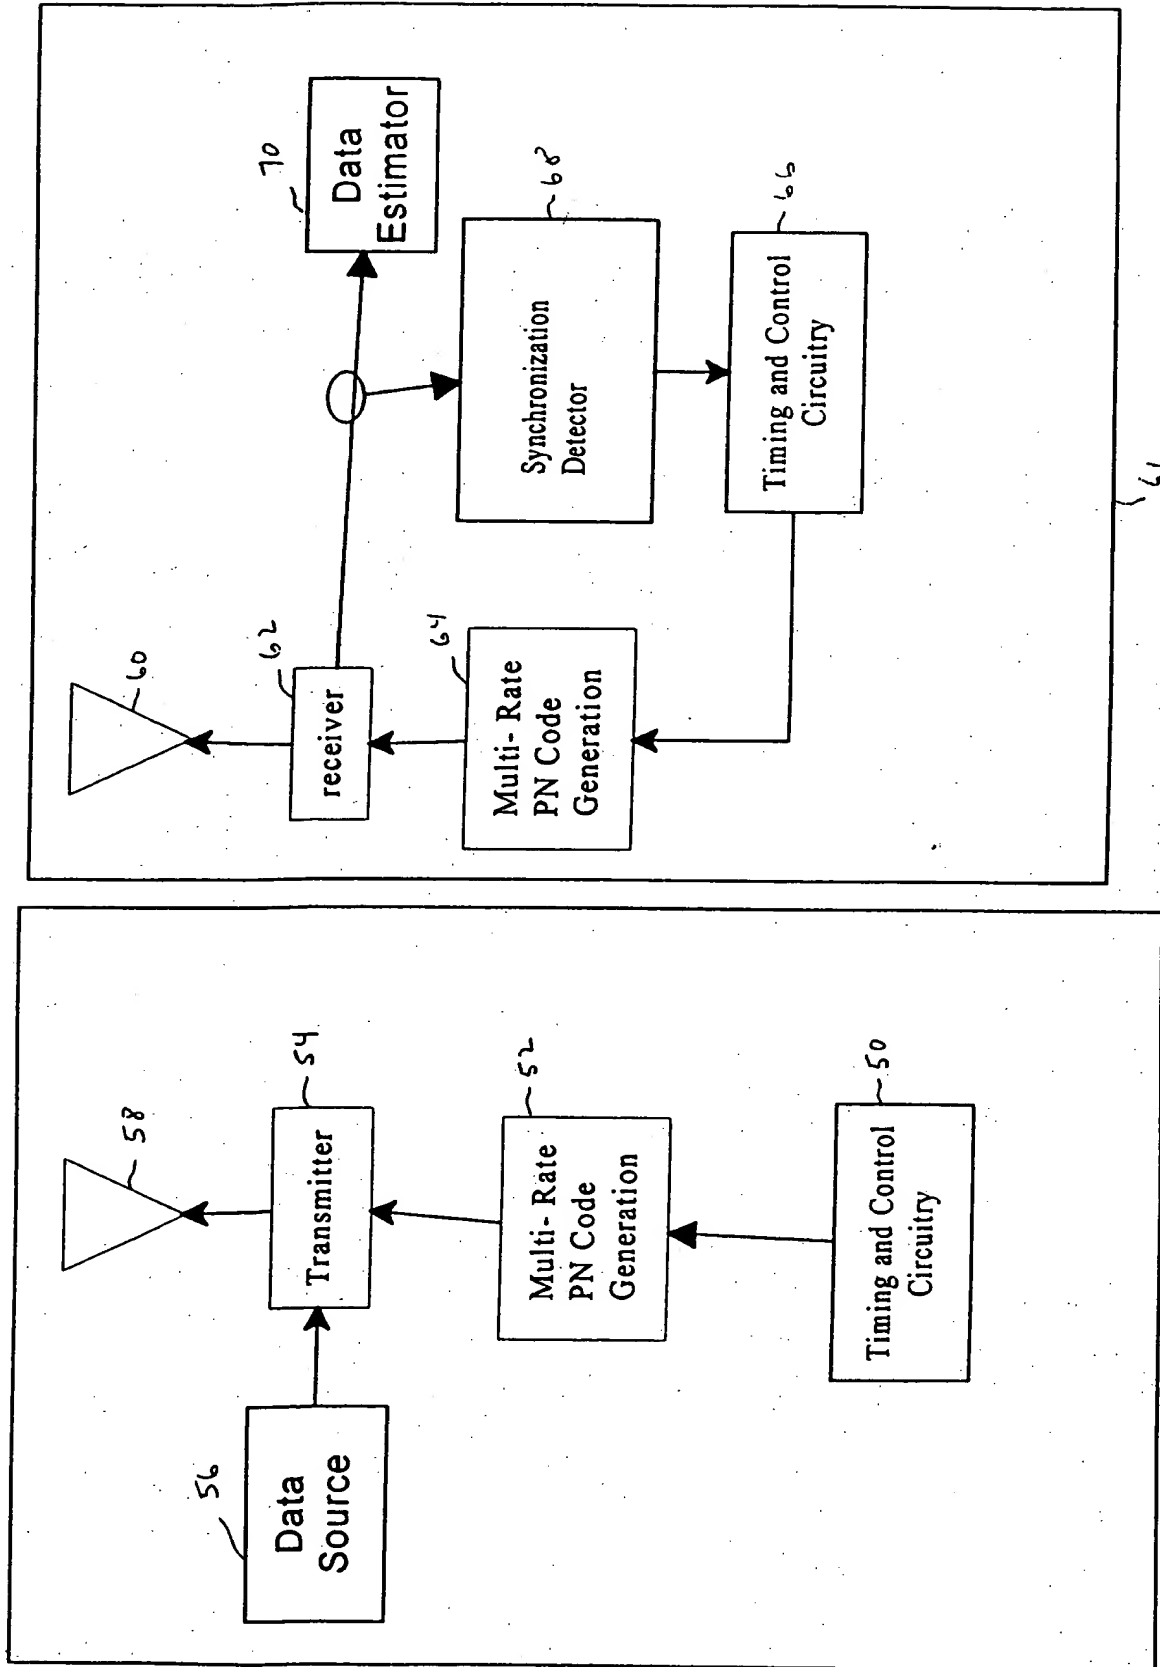 58
54
Transmitter
56
Data
Source
52
Multi- Rate
PN Code
Generation
50
Timing and Control
Circuitry
60
62
receiver
70
Data
Estimator
64
Multi- Rate
PN Code
Generation
68
Synchronization
Detector
66
Timing and Control
Circuitry
61